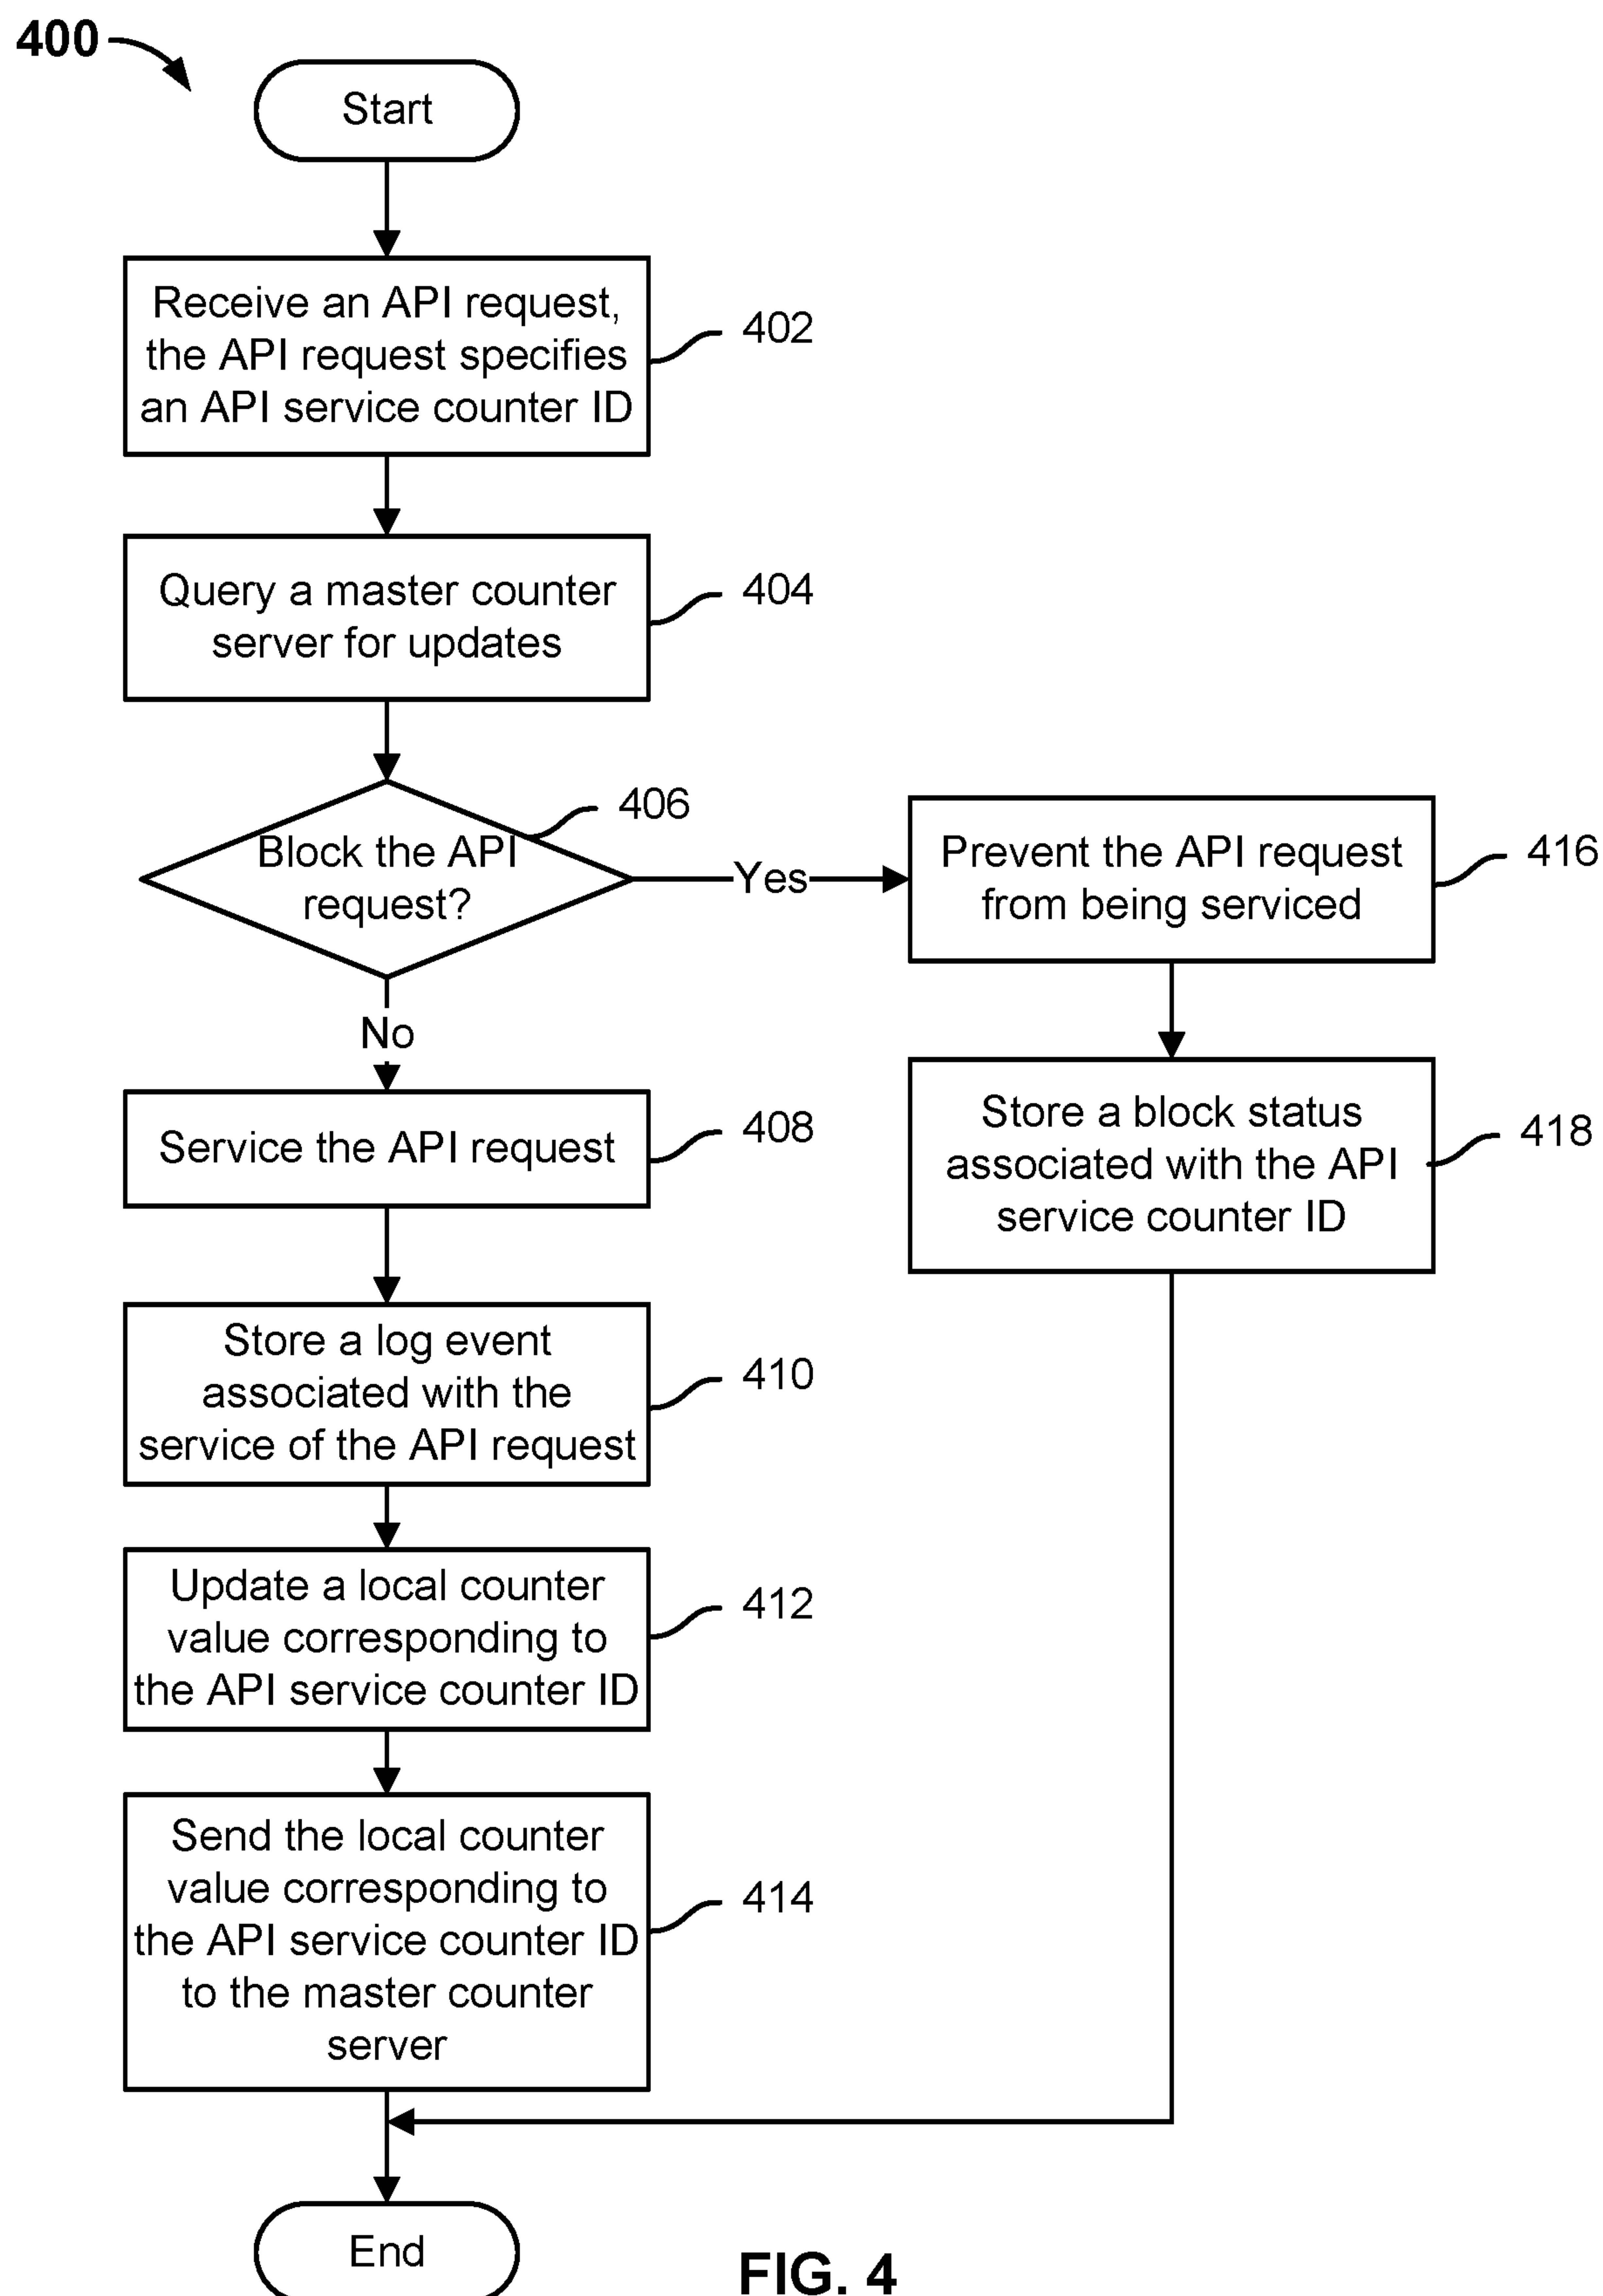 400
Start
Receive an API request,
the API request specifies
an API service counter ID
402
Query a master counter
server for updates
404
406
Block the API
request?
Yes
Prevent the API request
from being serviced
416
No
Store a block status
associated with the API
service counter ID
418
Service the API request
408
Store a log event
associated with the
service of the API request
410
Update a local counter
value corresponding to
the API service counter ID
412
Send the local counter
value corresponding to
the API service counter ID
to the master counter
server
414
End
FIG. 4